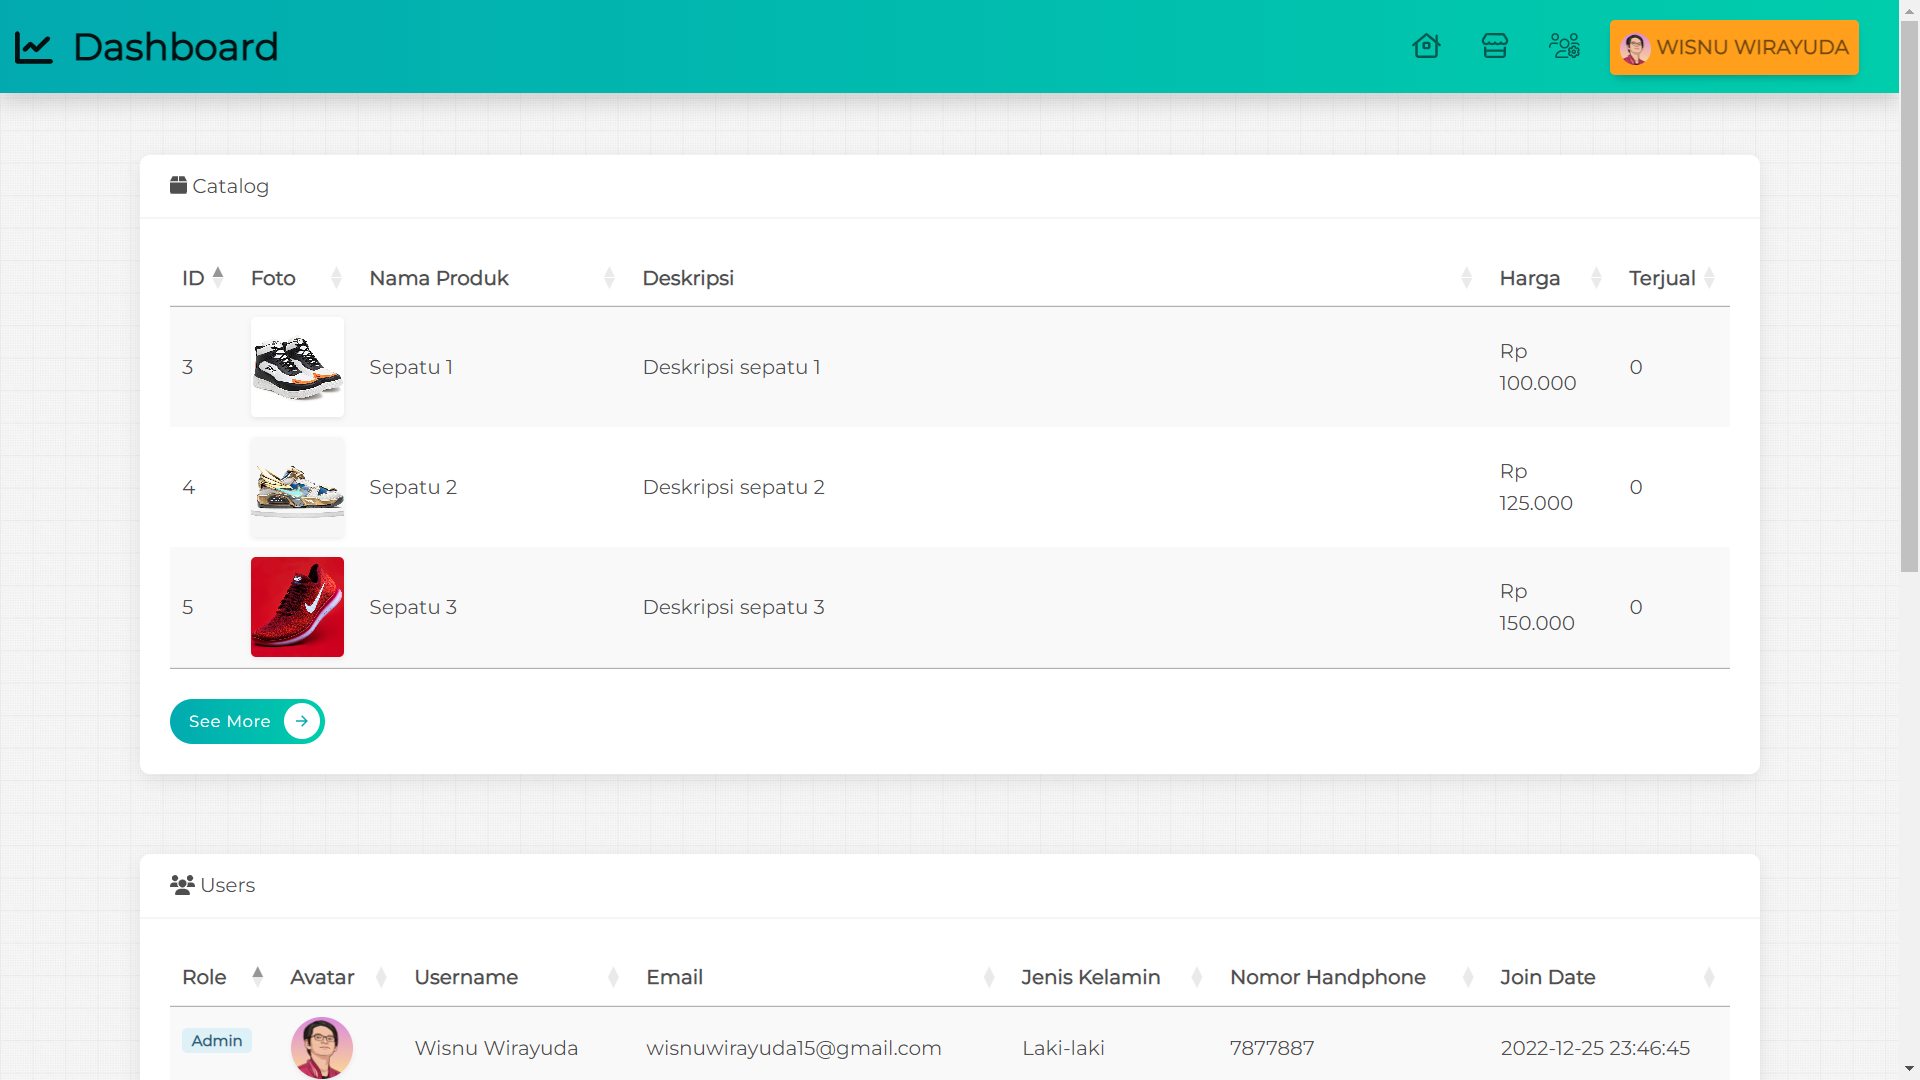 Dashboard
WISNU WIRAYUDA
Catalog
ID Foto Nama Produk Deskripsi Harga Terjual
3 Sepatu 1 Deskripsi sepatu 1 Rp 100.000 0
4 Sepatu 2 Deskripsi sepatu 2 Rp 125.000 0
5 Sepatu 3 Deskripsi sepatu 3 Rp 150.000 0
See More
Users
Role Avatar Username Email Jenis Kelamin Nomor Handphone Join Date
Admin Wisnu Wirayuda wisnuwirayuda15@gmail.com Laki-laki 7877887 2022-12-25 23:46:45